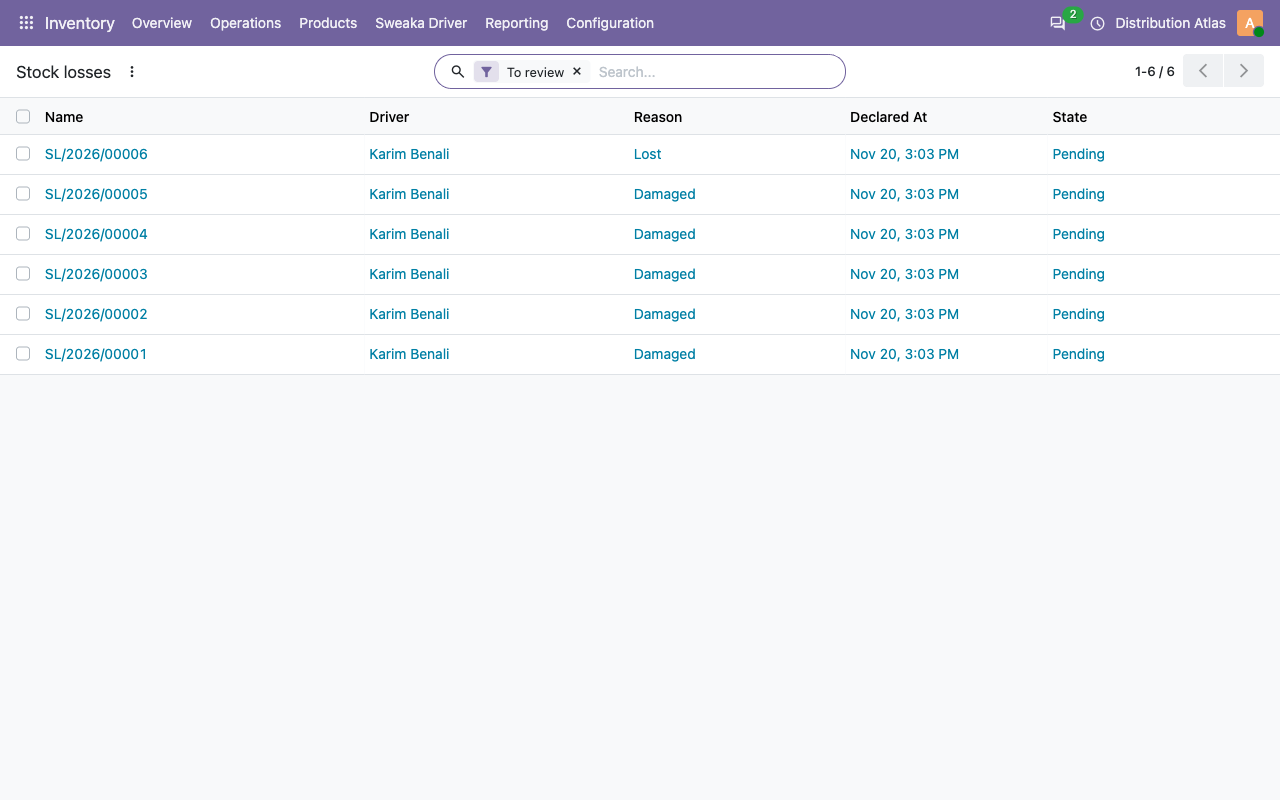 Inventory Overview Operations Products Sweaka Driver Reporting Configuration 2 Distribution Atlas A
Stock losses To review Search... 1-6 / 6
Name Driver Reason Declared At State
SL/2026/00006 Karim Benali Lost Nov 20, 3:03 PM Pending
SL/2026/00005 Karim Benali Damaged Nov 20, 3:03 PM Pending
SL/2026/00004 Karim Benali Damaged Nov 20, 3:03 PM Pending
SL/2026/00003 Karim Benali Damaged Nov 20, 3:03 PM Pending
SL/2026/00002 Karim Benali Damaged Nov 20, 3:03 PM Pending
SL/2026/00001 Karim Benali Damaged Nov 20, 3:03 PM Pending